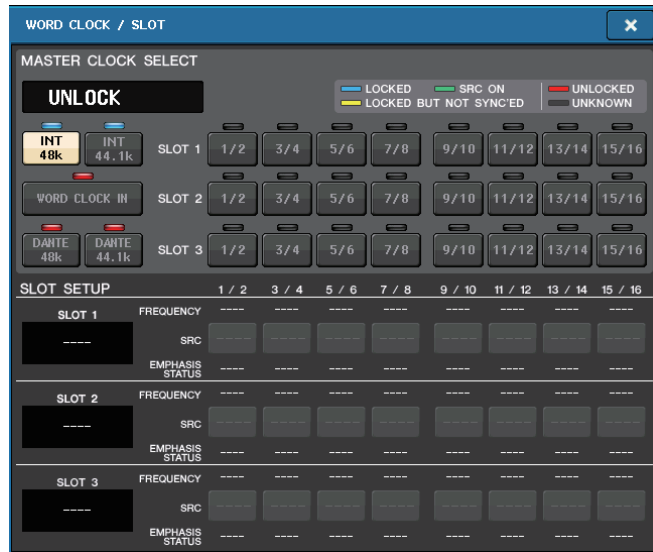 WORD CLOCK / SLOT
×
MASTER CLOCK SELECT
UNLOCK
LOCKED SRC ON UNLOCKED
LOCKED BUT NOT SYNC'ED UNKNOWN
INT 48k INT 44.1k SLOT 1 1/2 3/4 5/6 7/8 9/10 11/12 13/14 15/16
WORD CLOCK IN SLOT 2 1/2 3/4 5/6 7/8 9/10 11/12 13/14 15/16
DANTE 48k DANTE 44.1k SLOT 3 1/2 3/4 5/6 7/8 9/10 11/12 13/14 15/16
SLOT SETUP 1 / 2 3 / 4 5 / 6 7 / 8 9 / 10 11 / 12 13 / 14 15 / 16
SLOT 1 FREQUENCY ---- ---- ---- ---- ---- ---- ---- ----
---- SRC ---- ---- ---- ---- ---- ---- ---- ----
EMPHASIS STATUS ---- ---- ---- ---- ---- ---- ---- ----
SLOT 2 FREQUENCY ---- ---- ---- ---- ---- ---- ---- ----
---- SRC ---- ---- ---- ---- ---- ---- ---- ----
EMPHASIS STATUS ---- ---- ---- ---- ---- ---- ---- ----
SLOT 3 FREQUENCY ---- ---- ---- ---- ---- ---- ---- ----
---- SRC ---- ---- ---- ---- ---- ---- ---- ----
EMPHASIS STATUS ---- ---- ---- ---- ---- ---- ---- ----